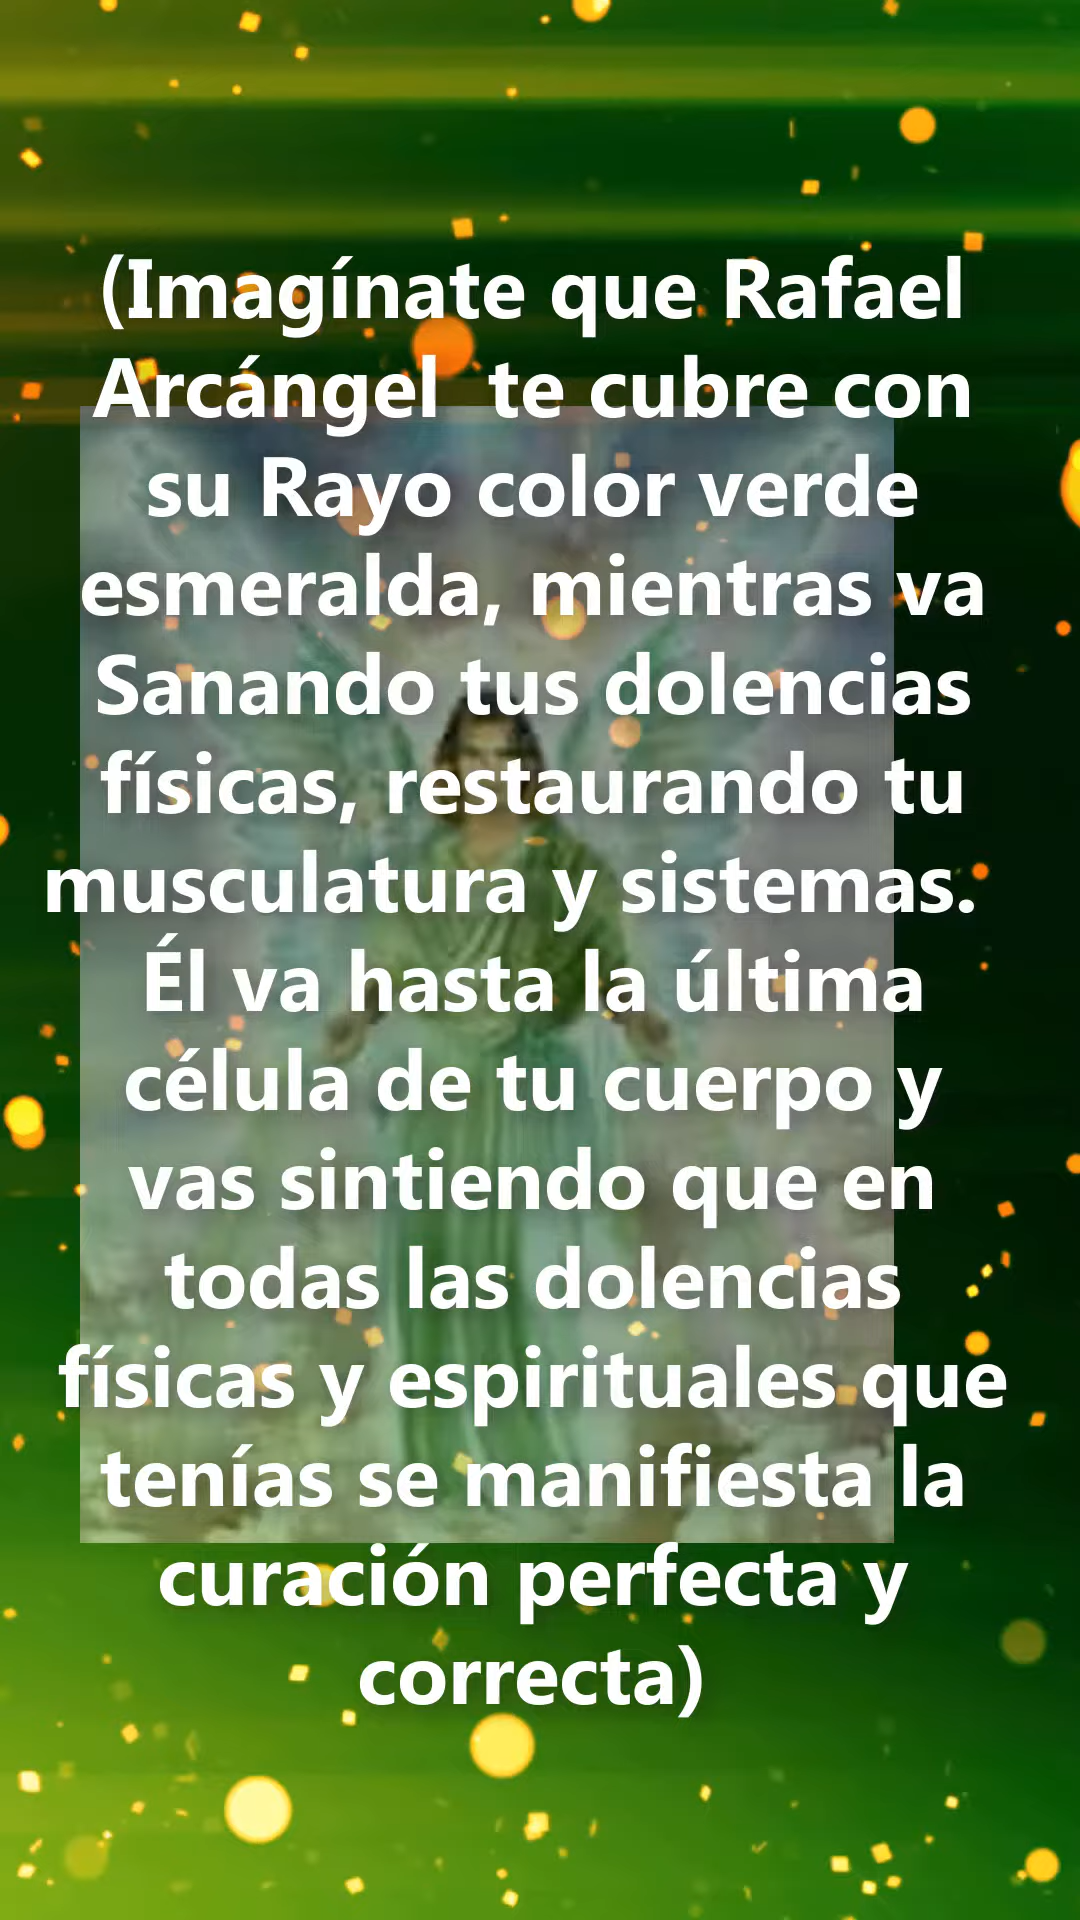 (Imagínate que Rafael
Arcángel  te cubre con
su Rayo color verde
esmeralda, mientras va
Sanando tus dolencias
físicas, restaurando tu
musculatura y sistemas.
Él va hasta la última
célula de tu cuerpo y
vas sintiendo que en
todas las dolencias
físicas y espirituales que
tenías se manifiesta la
curación perfecta y
correcta)